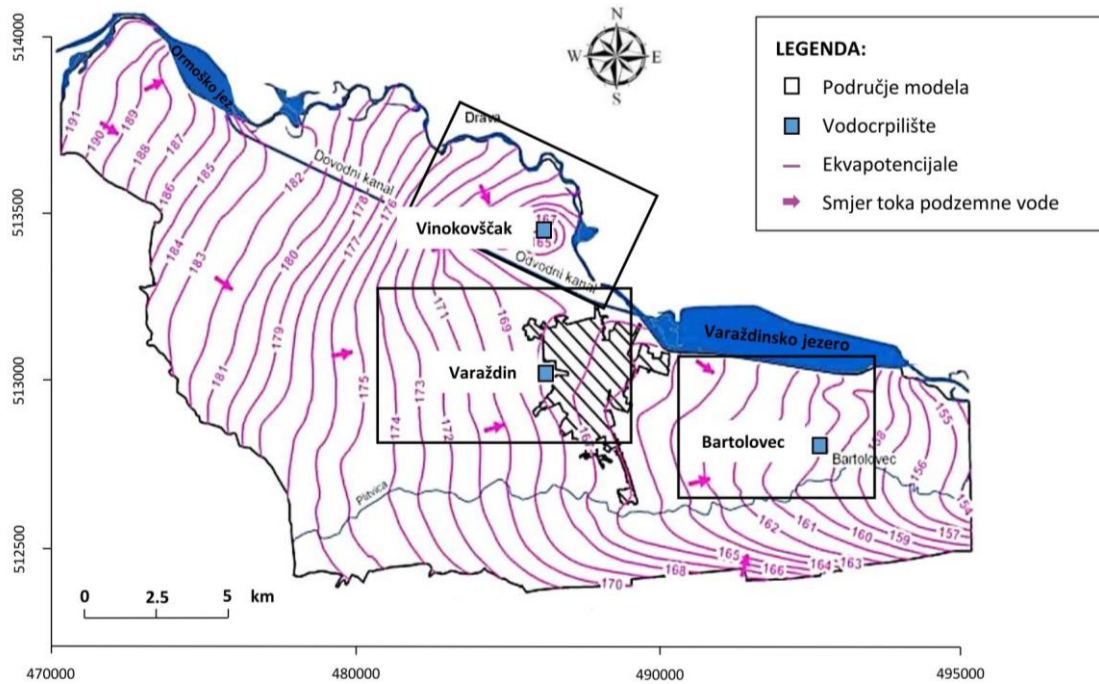 514000
513500
513000
512500
470000
480000
490000
495000
N
W
E
S
LEGENDA:
Područje modela
Vodocrpilište
Ekvapotencijale
Smjer toka podzemne vode
Ormoško jez.
Drava
Dovodni kanal
Vinokovščak
Odvodni kanal
Varaždinsko jezero
Varaždin
Bartolovec
Bartolovec
Plitvica
191
190
189
188
187
186
185
184
183
182
181
180
179
178
177
176
175
174
173
172
171
169
167
165
170
168
166
165
164
163
162
161
160
159
158
157
156
155
154
0
2.5
5
km